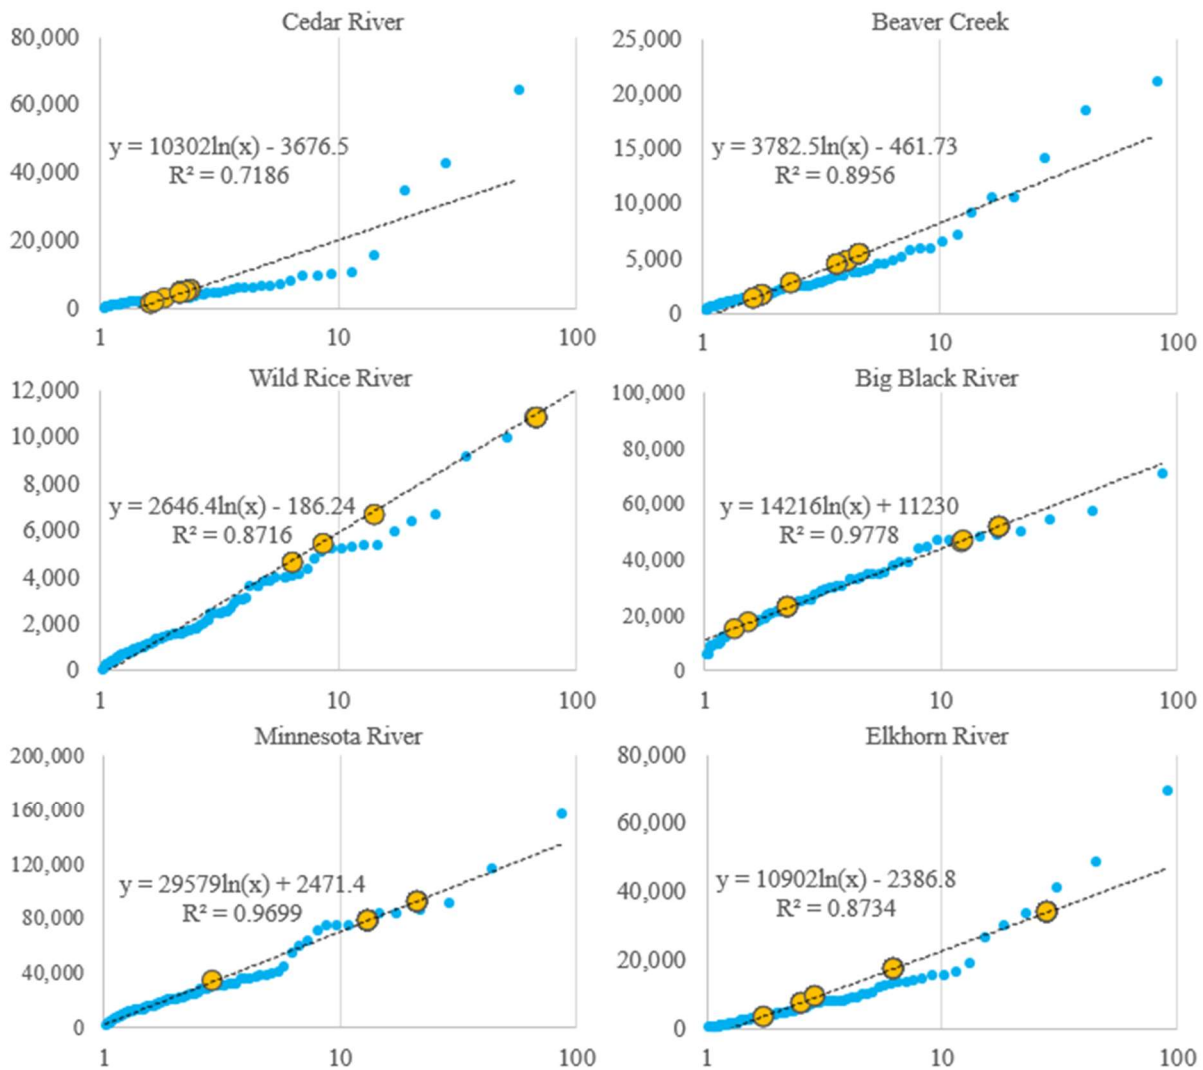 Cedar River
80,000
60,000
40,000
20,000
0
y = 10302ln(x) - 3676.5
R² = 0.7186
1 10 100
Beaver Creek
25,000
20,000
15,000
10,000
5,000
0
y = 3782.5ln(x) - 461.73
R² = 0.8956
1 10 100
Wild Rice River
12,000
10,000
8,000
6,000
4,000
2,000
0
y = 2646.4ln(x) - 186.24
R² = 0.8716
1 10 100
Big Black River
100,000
80,000
60,000
40,000
20,000
0
y = 14216ln(x) + 11230
R² = 0.9778
1 10 100
Minnesota River
200,000
160,000
120,000
80,000
40,000
0
y = 29579ln(x) + 2471.4
R² = 0.9699
1 10 100
Elkhorn River
80,000
60,000
40,000
20,000
0
y = 10902ln(x) - 2386.8
R² = 0.8734
1 10 100